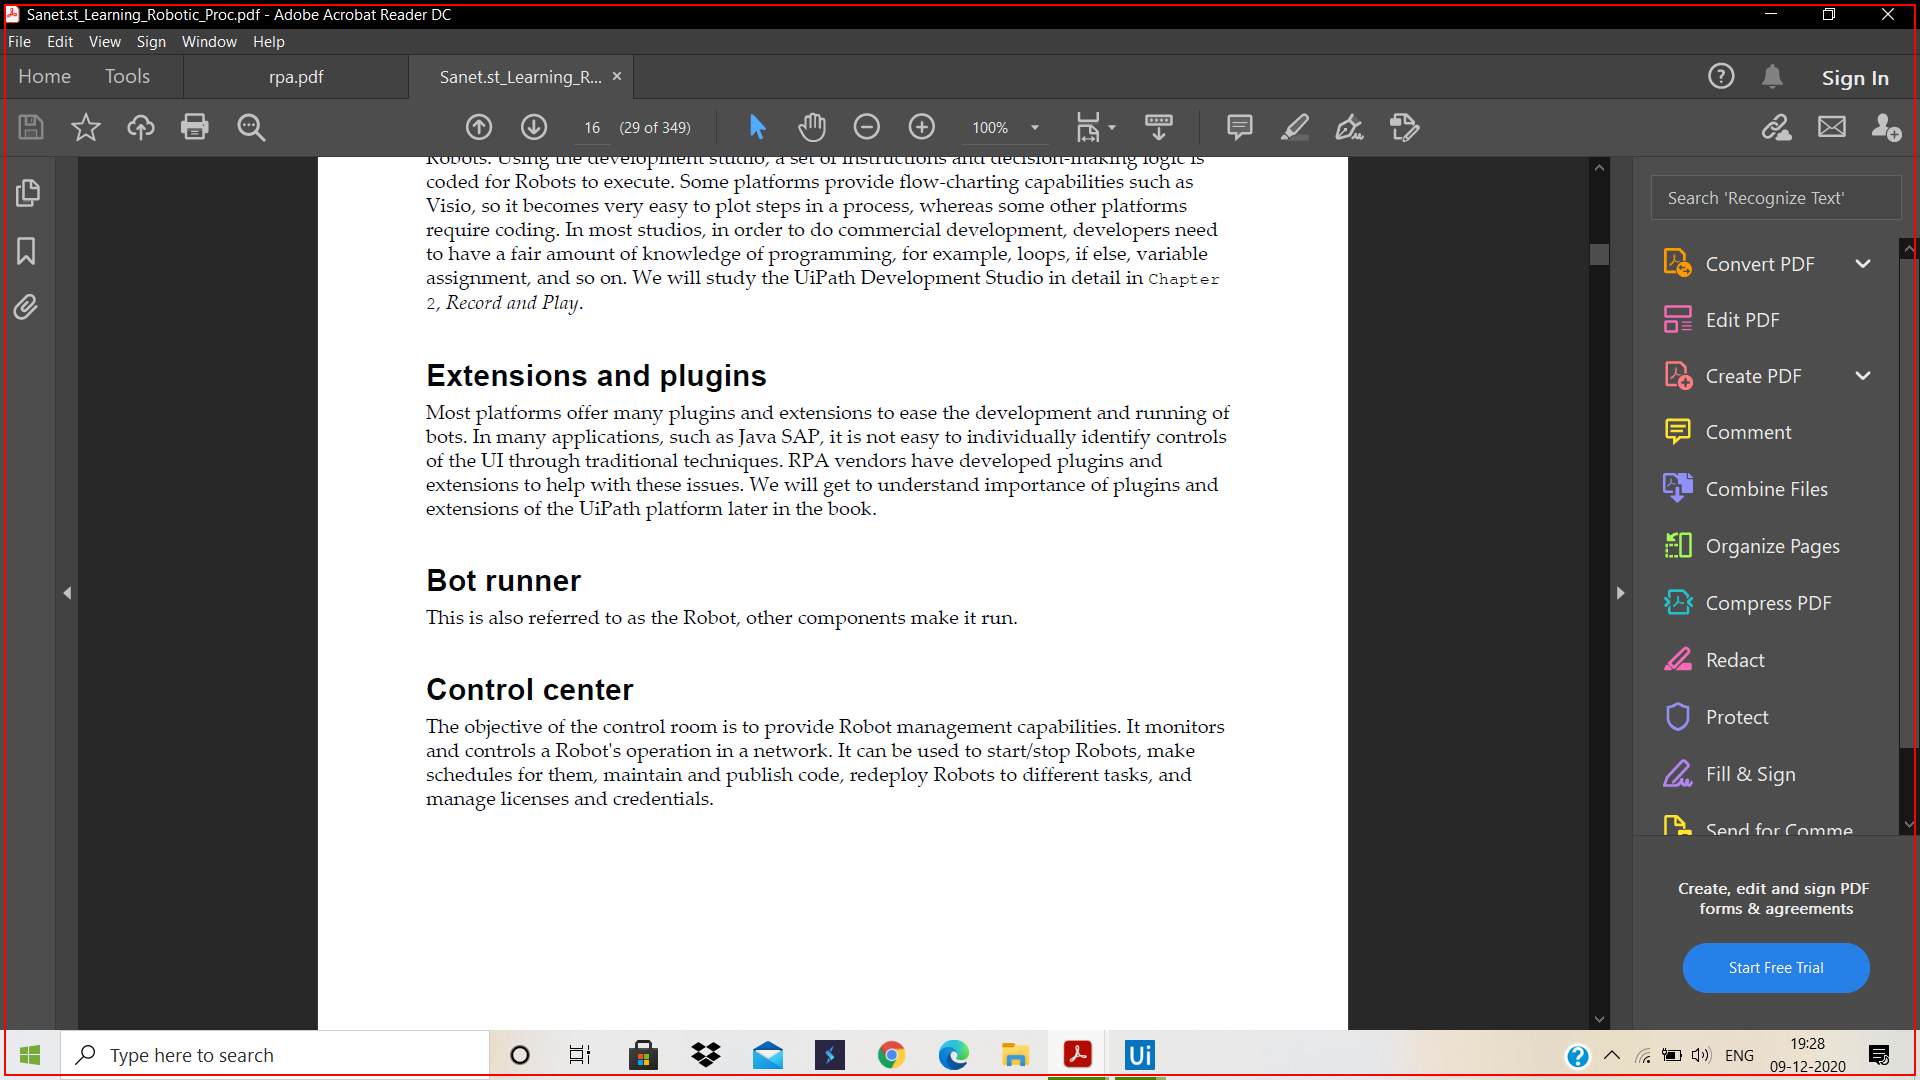 Sanet.st_Learning_Robotic_Proc.pdf - Adobe Acrobat Reader DC
File Edit View Sign Window Help
Home Tools rpa.pdf Sanet.st_Learning_R... × Sign In
16 (29 of 349) 100%
Robots. Using the development studio, a set of instructions and decision-making logic is
coded for Robots to execute. Some platforms provide flow-charting capabilities such as
Visio, so it becomes very easy to plot steps in a process, whereas some other platforms
require coding. In most studios, in order to do commercial development, developers need
to have a fair amount of knowledge of programming, for example, loops, if else, variable
assignment, and so on. We will study the UiPath Development Studio in detail in Chapter
2, Record and Play.
Extensions and plugins
Most platforms offer many plugins and extensions to ease the development and running of
bots. In many applications, such as Java SAP, it is not easy to individually identify controls
of the UI through traditional techniques. RPA vendors have developed plugins and
extensions to help with these issues. We will get to understand importance of plugins and
extensions of the UiPath platform later in the book.
Bot runner
This is also referred to as the Robot, other components make it run.
Control center
The objective of the control room is to provide Robot management capabilities. It monitors
and controls a Robot's operation in a network. It can be used to start/stop Robots, make
schedules for them, maintain and publish code, redeploy Robots to different tasks, and
manage licenses and credentials.
Search 'Recognize Text'
Convert PDF
Edit PDF
Create PDF
Comment
Combine Files
Organize Pages
Compress PDF
Redact
Protect
Fill & Sign
Send for Comme
Create, edit and sign PDF
forms & agreements
Start Free Trial
Type here to search
Ui
ENG
19:28
09-12-2020